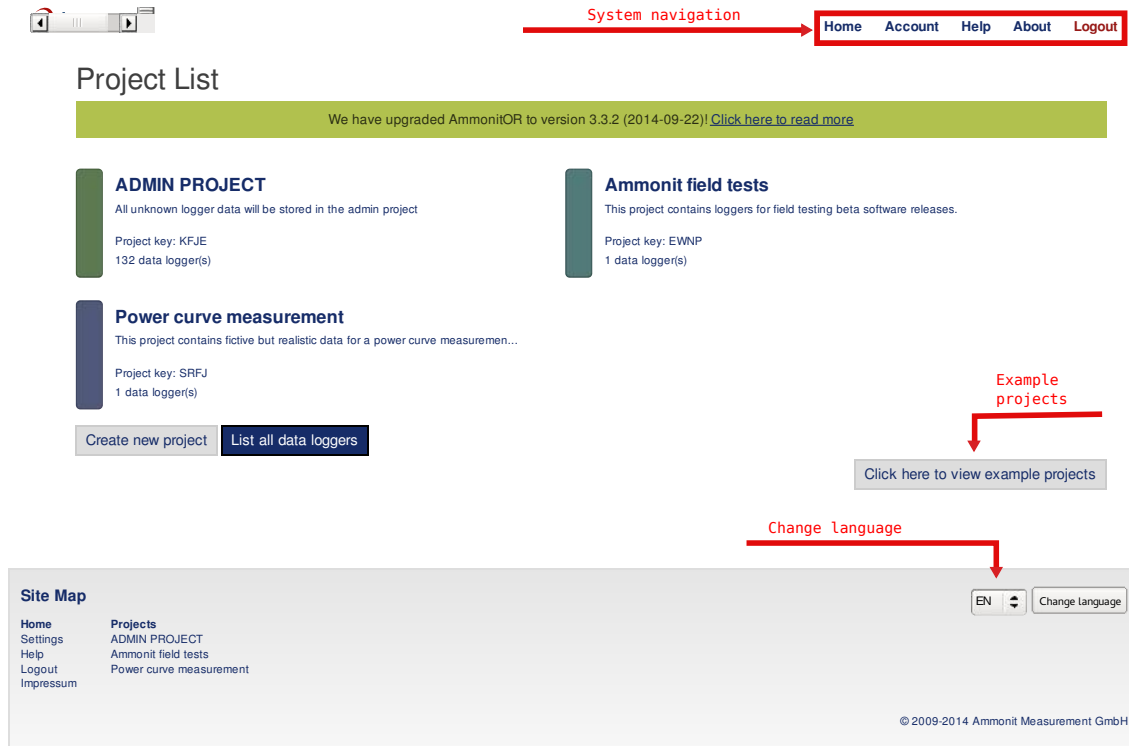 System navigation
Home Account Help About Logout
Project List
We have upgraded AmmonitOR to version 3.3.2 (2014-09-22)! Click here to read more
ADMIN PROJECT
All unknown logger data will be stored in the admin project
Project key: KFJE
132 data logger(s)
Ammonit field tests
This project contains loggers for field testing beta software releases.
Project key: EWNP
1 data logger(s)
Power curve measurement
This project contains fictive but realistic data for a power curve measuremen...
Project key: SRFJ
1 data logger(s)
Example
projects
Create new project List all data loggers
Click here to view example projects
Change language
Site Map
EN Change language
Home Projects
Settings ADMIN PROJECT
Help Ammonit field tests
Logout Power curve measurement
Impressum
© 2009-2014 Ammonit Measurement GmbH